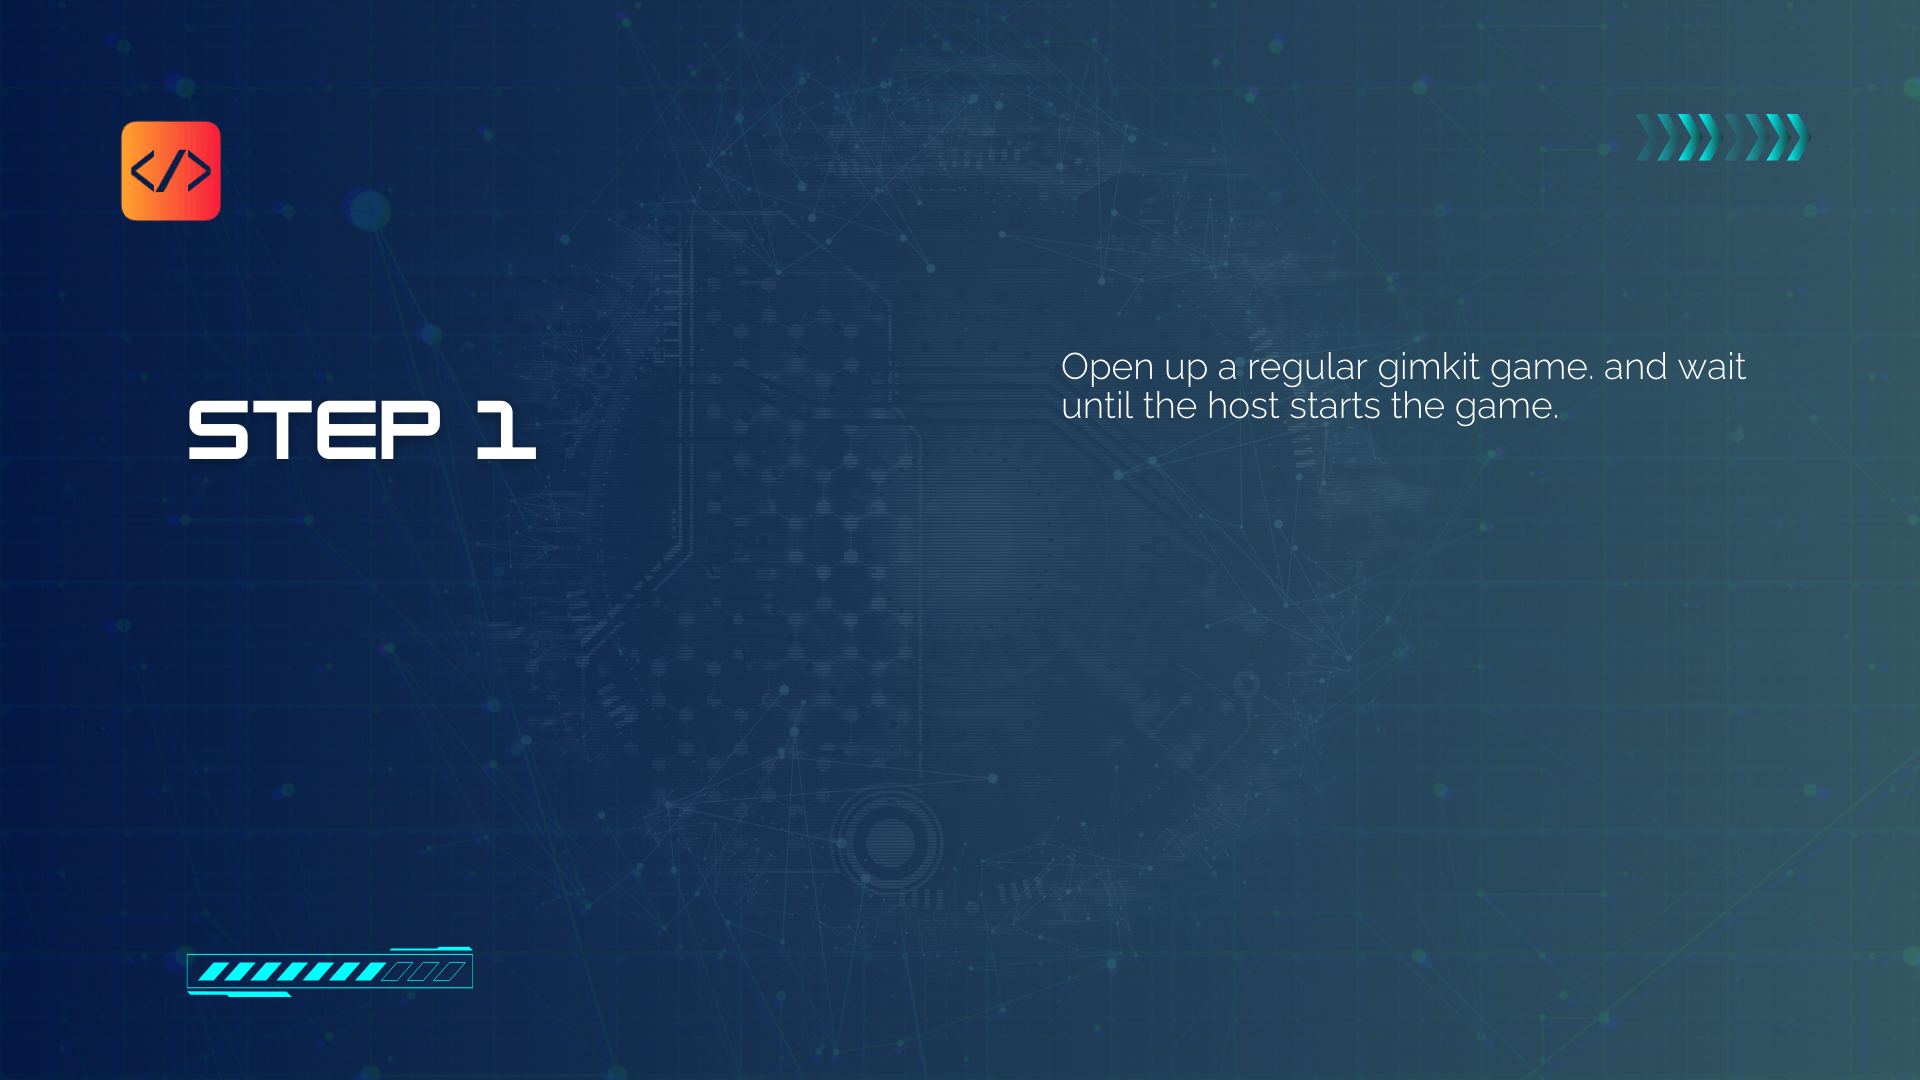 </>
STEP 1
Open up a regular gimkit game. and wait
until the host starts the game.